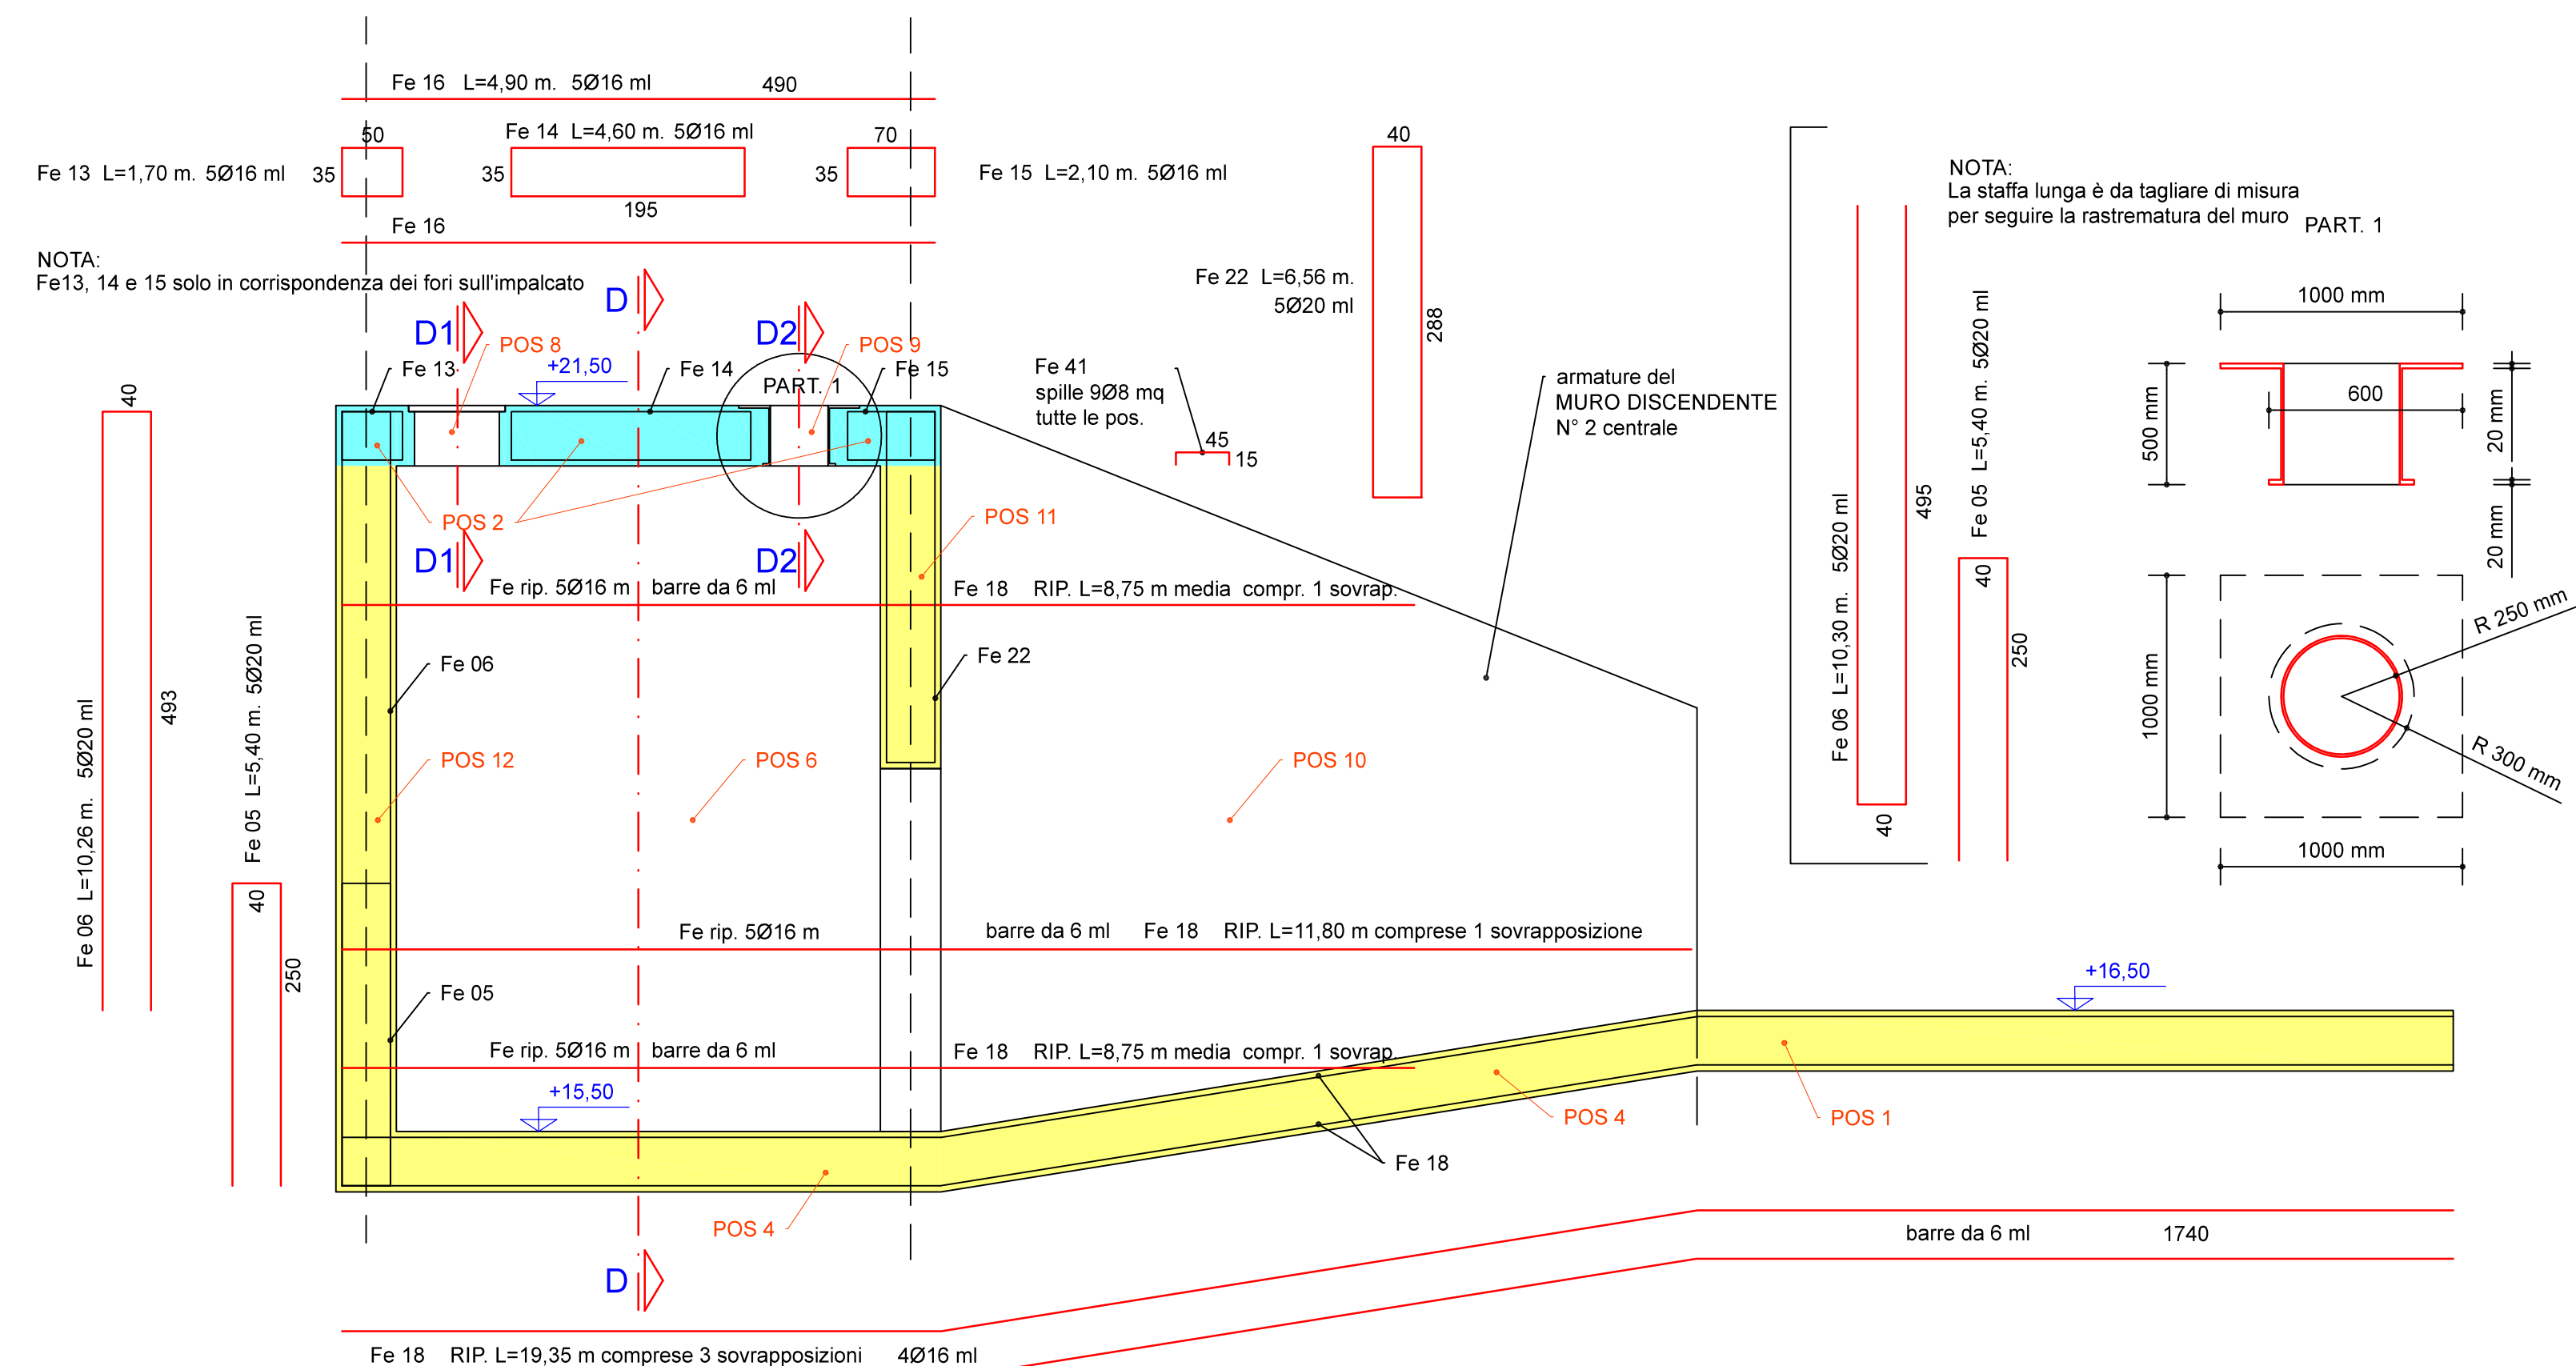 Fe 16 L=4,90 m. 5Ø16 ml 490
50
Fe 14 L=4,60 m. 5Ø16 ml
70
Fe 13 L=1,70 m. 5Ø16 ml
35
35
35
Fe 15 L=2,10 m. 5Ø16 ml
195
Fe 16
NOTA:
Fe13, 14 e 15 solo in corrispondenza dei fori sull'impalcato
D
D1
D2
POS 8
POS 9
+21,50
Fe 13
Fe 14
Fe 15
PART. 1
POS 2
D1
D2
POS 11
40
Fe 22 L=6,56 m.
5Ø20 ml
288
Fe 41
spille 9Ø8 mq
tutte le pos.
45
15
armature del
MURO DISCENDENTE
N° 2 centrale
NOTA:
La staffa lunga è da tagliare di misura
per seguire la rastrematura del muro
PART. 1
1000 mm
600
500 mm
20 mm
20 mm
1000 mm
R 250 mm
R 300 mm
1000 mm
Fe 06 L=10,30 m. 5Ø20 ml
495
40
Fe 05 L=5,40 m. 5Ø20 ml
40
250
40
493
Fe 06 L=10,26 m. 5Ø20 ml
Fe 05 L=5,40 m. 5Ø20 ml
40
250
Fe rip. 5Ø16 m barre da 6 ml
Fe 18 RIP. L=8,75 m media compr. 1 sovrap.
Fe 06
Fe 22
POS 12
POS 6
POS 10
Fe rip. 5Ø16 m
barre da 6 ml Fe 18 RIP. L=11,80 m comprese 1 sovrapposizione
Fe 05
+16,50
Fe rip. 5Ø16 m barre da 6 ml
Fe 18 RIP. L=8,75 m media compr. 1 sovrap.
+15,50
POS 4
POS 1
Fe 18
POS 4
D
barre da 6 ml 1740
Fe 18 RIP. L=19,35 m comprese 3 sovrapposizioni 4Ø16 ml